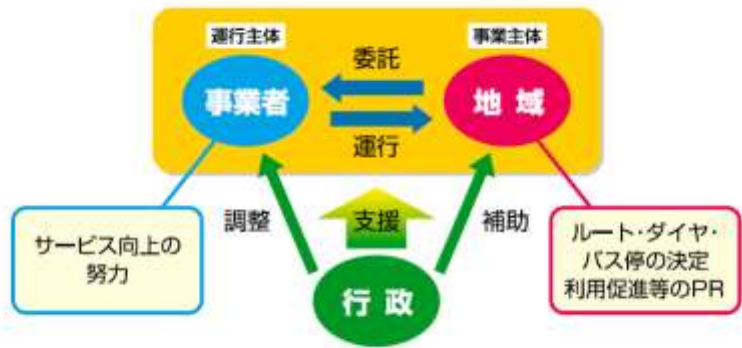 運行主体
事業主体
委託
事業者
地域
運行
調整
支援
補助
サービス向上の
努力
行政
ルート・ダイヤ・
バス停の決定
利用促進等のPR